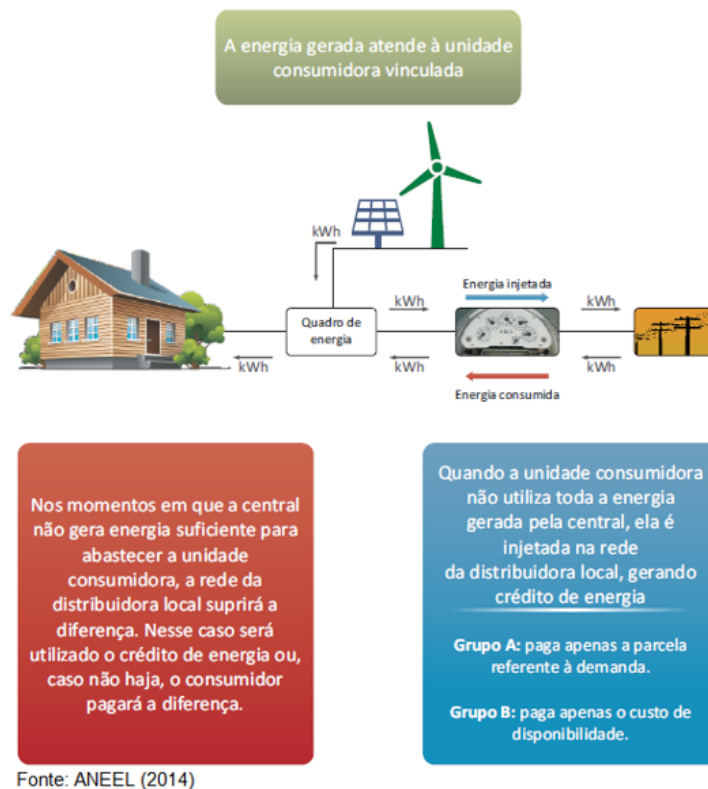 A energia gerada atende à unidade
consumidora vinculada
kWh
Energia injetada
kWh
kWh
Quadro de
energia
kWh
kWh
kWh
Energia consumida
Nos momentos em que a central
não gera energia suficiente para
abastecer a unidade
consumidora, a rede da
distribuidora local suprirá a
diferença. Nesse caso será
utilizado o crédito de energia ou,
caso não haja, o consumidor
pagará a diferença.
Quando a unidade consumidora
não utiliza toda a energia
gerada pela central, ela é
injetada na rede
da distribuidora local, gerando
crédito de energia
Grupo A: paga apenas a parcela
referente à demanda.
Grupo B: paga apenas o custo de
disponibilidade.
Fonte: ANEEL (2014)